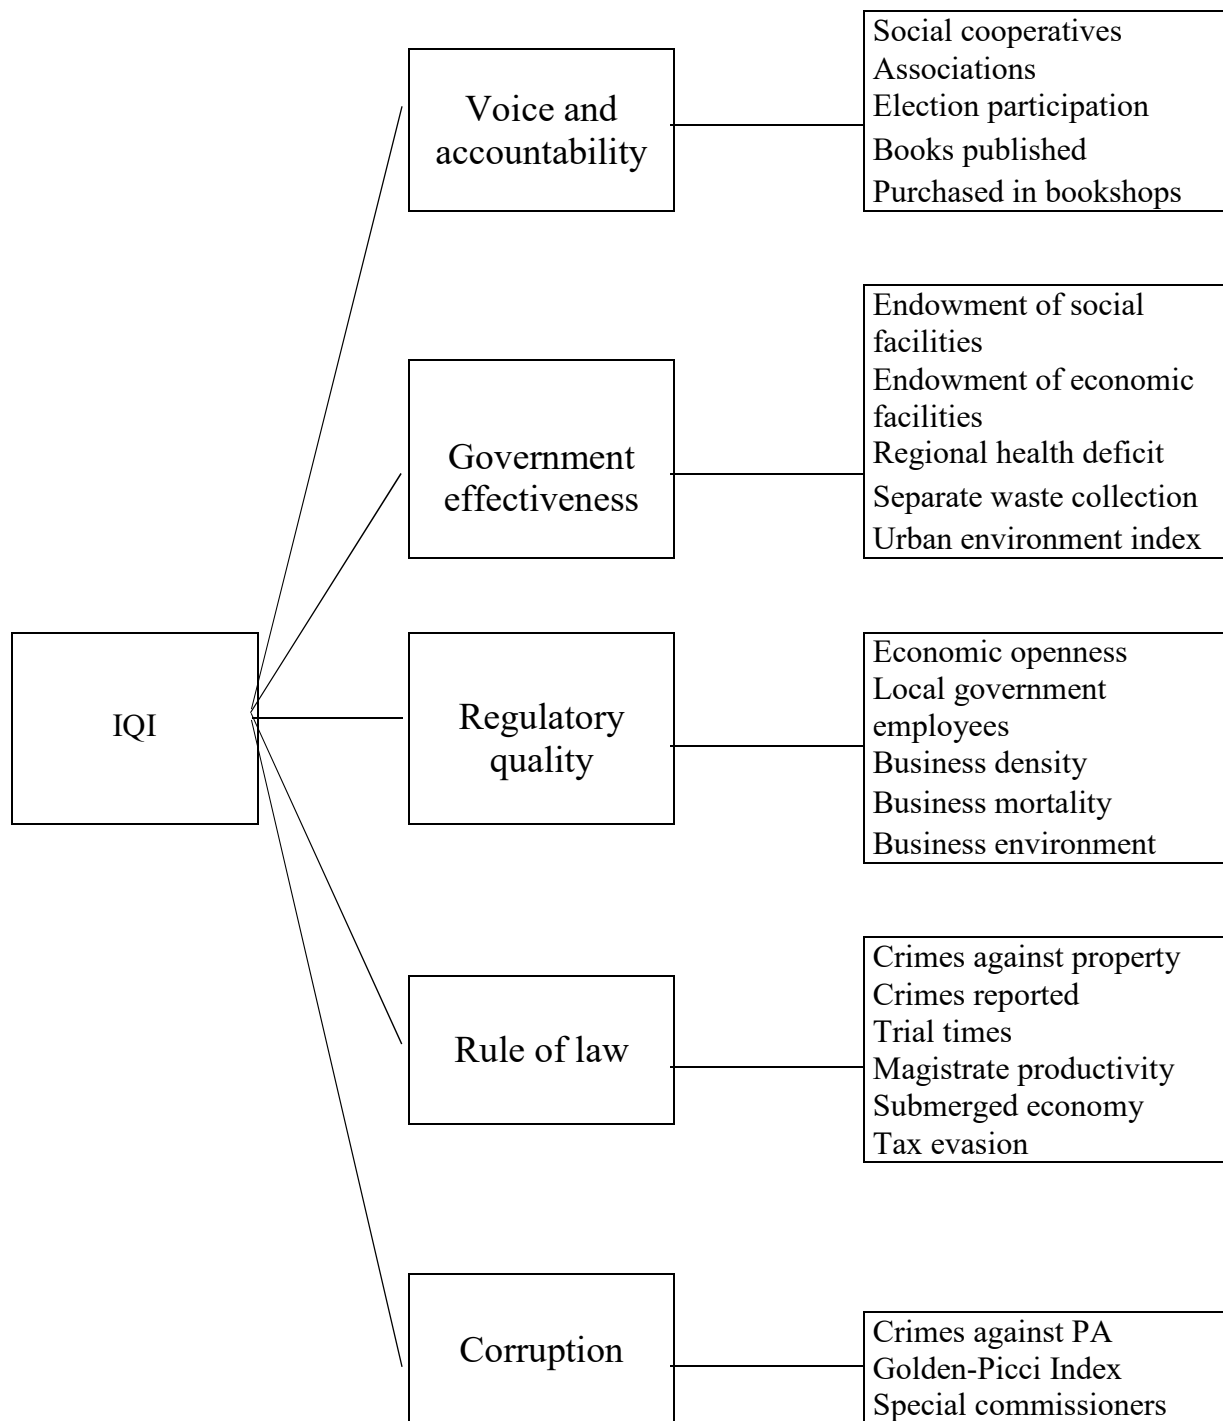 Social cooperatives
Associations
Election participation
Books published
Purchased in bookshops
Voice and
accountability
Endowment of social
facilities
Endowment of economic
facilities
Regional health deficit
Separate waste collection
Urban environment index
Government
effectiveness
IQI
Regulatory
quality
Economic openness
Local government
employees
Business density
Business mortality
Business environment
Rule of law
Crimes against property
Crimes reported
Trial times
Magistrate productivity
Submerged economy
Tax evasion
Corruption
Crimes against PA
Golden-Picci Index
Special commissioners